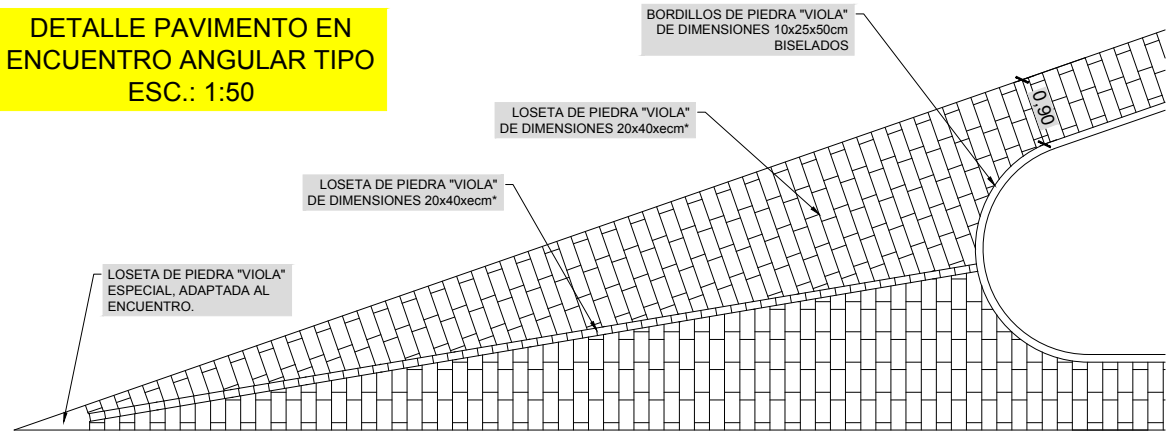 DETALLE PAVIMENTO EN
ENCUENTRO ANGULAR TIPO
ESC.: 1:50
BORDILLOS DE PIEDRA "VIOLA"
DE DIMENSIONES 10x25x50cm
BISELADOS
0,90
LOSETA DE PIEDRA "VIOLA"
DE DIMENSIONES 20x40xecm*
LOSETA DE PIEDRA "VIOLA"
DE DIMENSIONES 20x40xecm*
LOSETA DE PIEDRA "VIOLA"
ESPECIAL, ADAPTADA AL
ENCUENTRO.